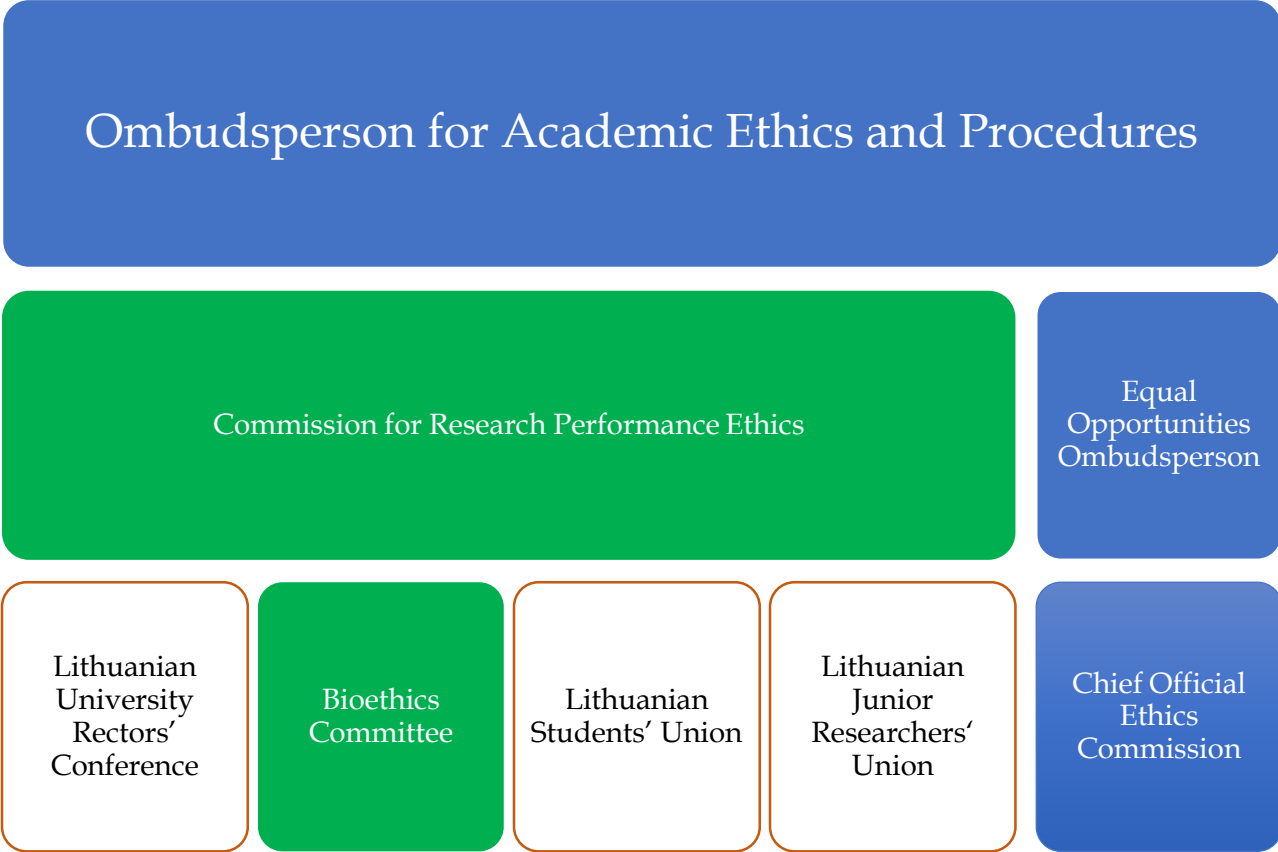 Ombudsperson for Academic Ethics and Procedures
Commission for Research Performance Ethics
Equal
Opportunities
Ombudsperson
Lithuanian
University
Rectors’
Conference
Bioethics
Committee
Lithuanian
Students’ Union
Lithuanian
Junior
Researchers‘
Union
Chief Official
Ethics
Commission